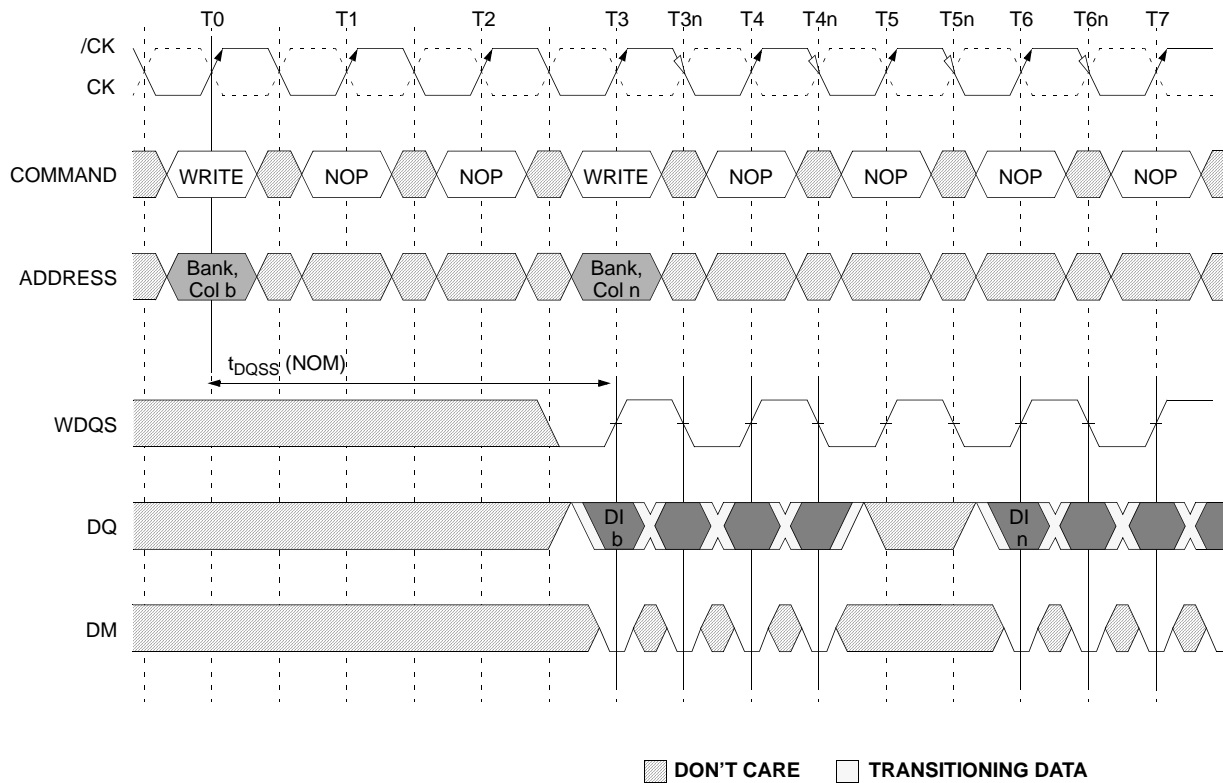 T0 T1 T2 T3 T3n T4 T4n T5 T5n T6 T6n T7
/CK
CK
COMMAND WRITE NOP NOP WRITE NOP NOP NOP NOP
ADDRESS Bank, Col b Bank, Col n
tDQSS (NOM)
WDQS
DQ DI b DI n
DM
DON'T CARE TRANSITIONING DATA